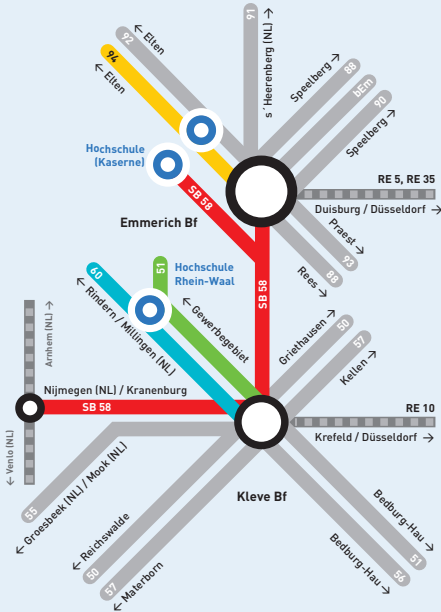 91
← s´Heerenberg (NL)
← Elten
92
94
← Elten
Speelberg →
88
bEm
90
Speelberg →
Hochschule
(Kaserne)
SB 58
Emmerich Bf
RE 5, RE 35
Duisburg / Düsseldorf →
Praest →
93
Rees →
88
SB 58
60
← Rindern / Millingen (NL)
51
Hochschule
Rhein-Waal
← Gewerbegebiet
Griethausen →
50
57
Kellen →
Arnhem (NL) →
Nijmegen (NL) / Kranenburg
SB 58
← Venlo (NL)
RE 10
Krefeld / Düsseldorf →
Kleve Bf
55
← Groesbeek (NL) / Mook (NL)
← Reichswalde
50
57
← Materborn
Bedburg-Hau →
51
Bedburg-Hau →
56